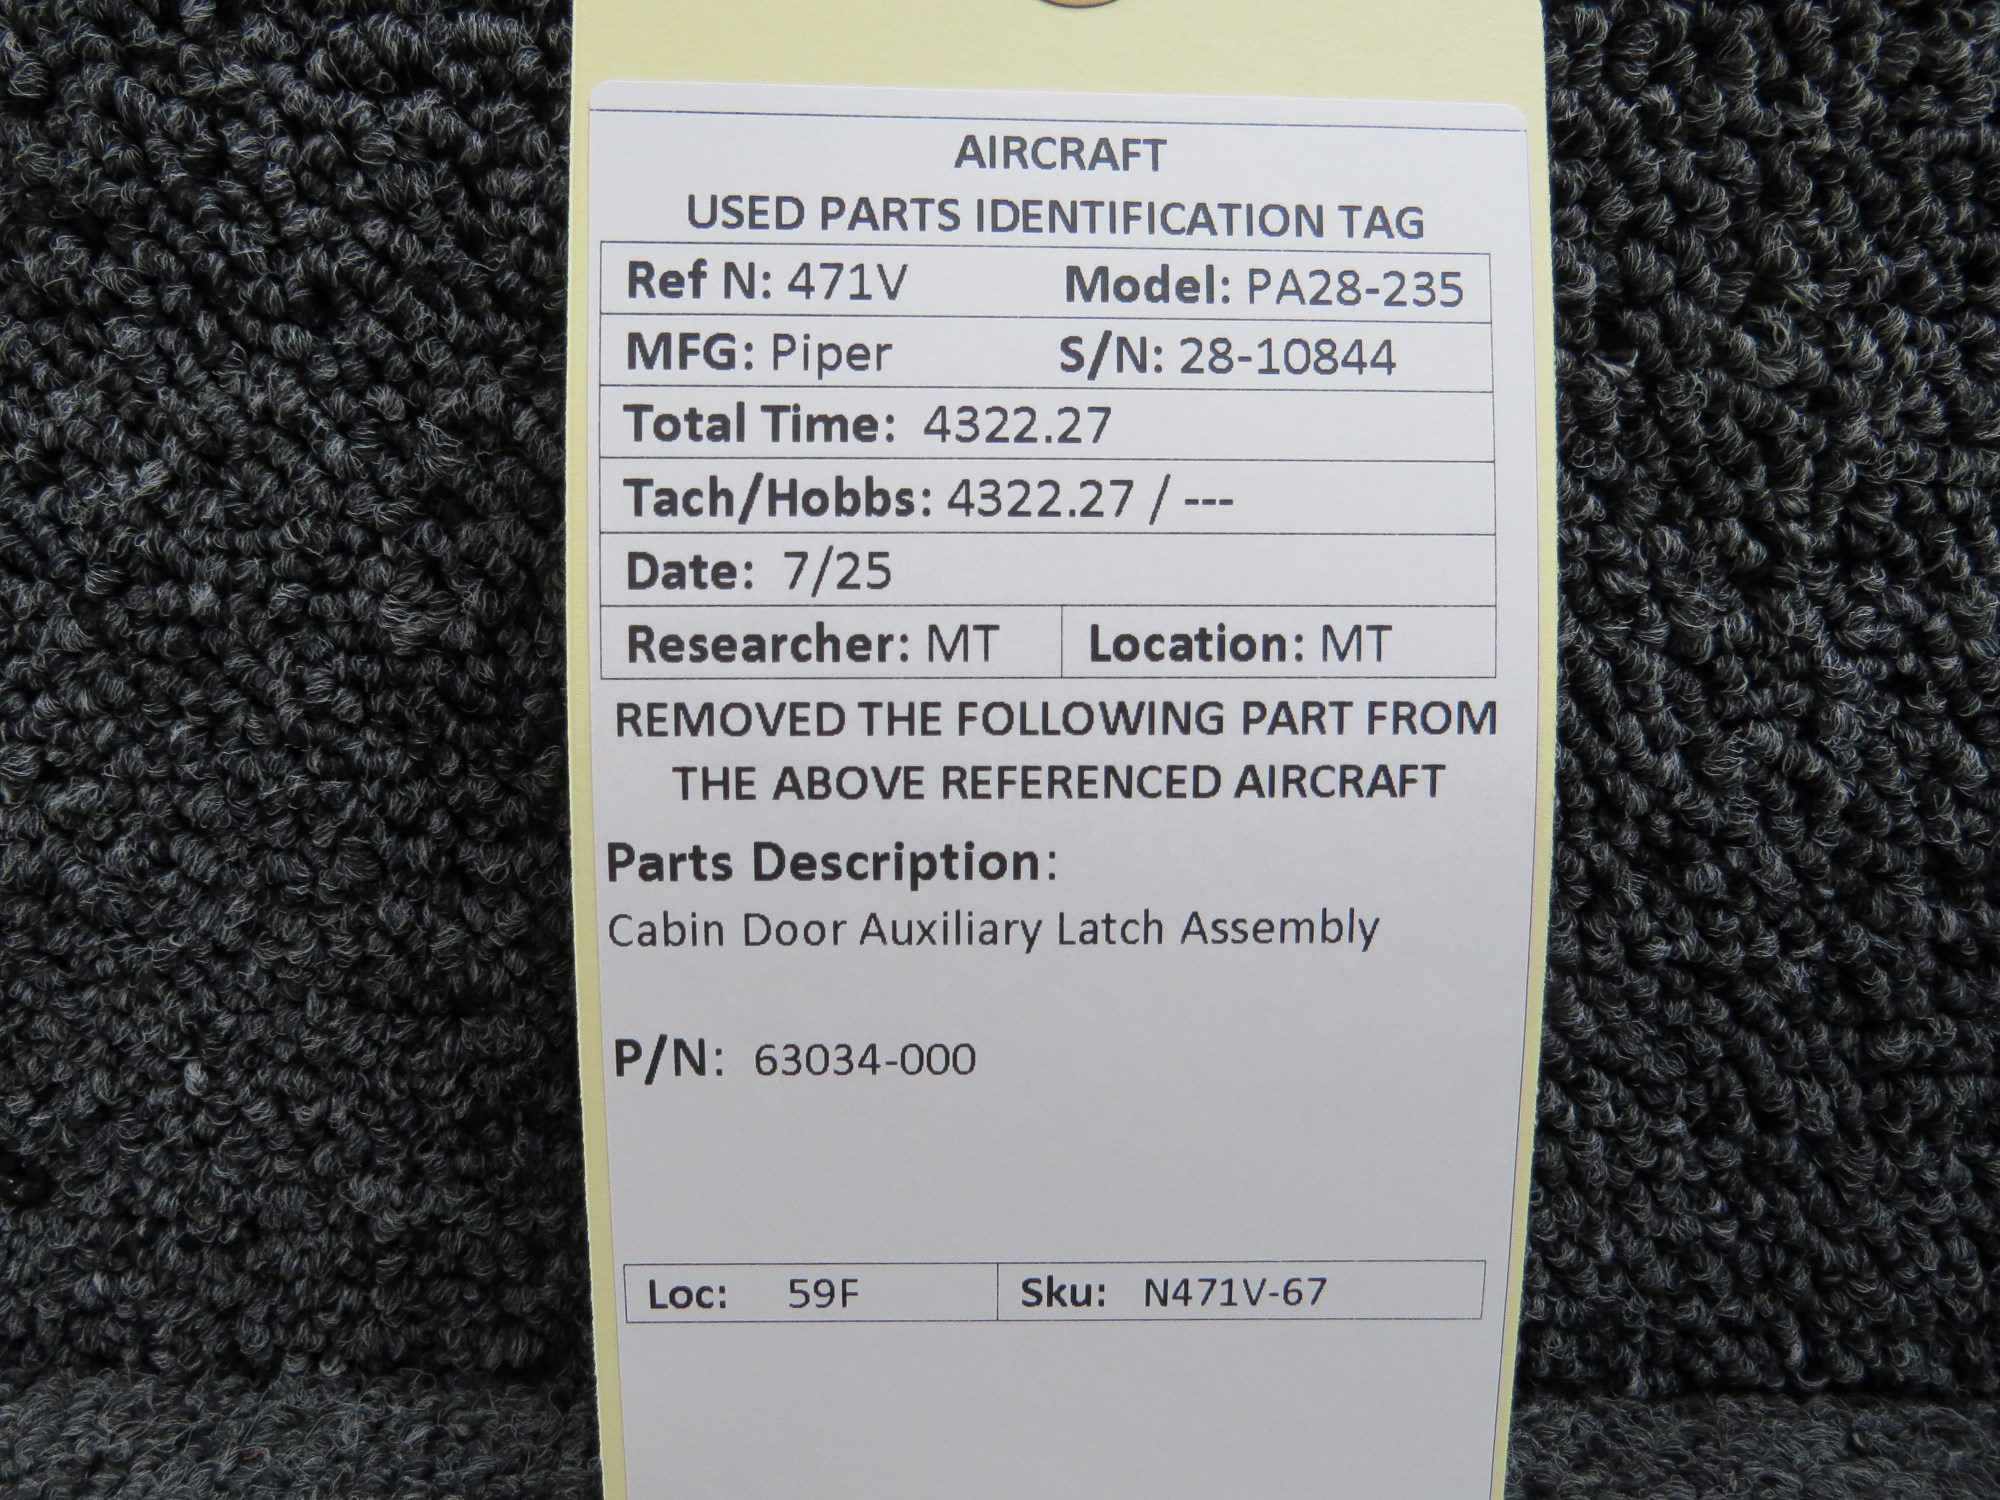 AIRCRAFT
USED PARTS IDENTIFICATION TAG
Ref N: 471V Model: PA28-235
MFG: Piper S/N: 28-10844
Total Time: 4322.27
Tach/Hobbs: 4322.27 / ---
Date: 7/25
Researcher: MT Location: MT
REMOVED THE FOLLOWING PART FROM
THE ABOVE REFERENCED AIRCRAFT
Parts Description:
Cabin Door Auxiliary Latch Assembly
P/N: 63034-000
Loc: 59F Sku: N471V-67